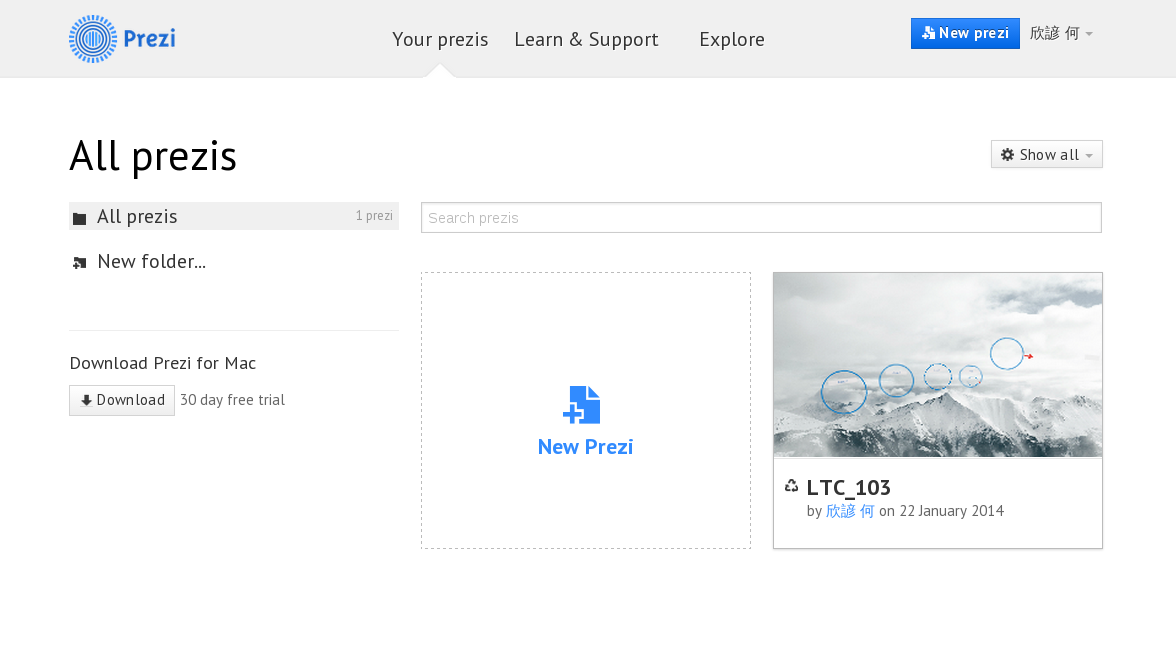 Prezi
Your prezis
Learn & Support
Explore
New prezi
欣諺 何
All prezis
Show all
All prezis
1 prezi
Search prezis
New folder...
Download Prezi for Mac
Download
30 day free trial
New Prezi
LTC_103
by 欣諺 何 on 22 January 2014